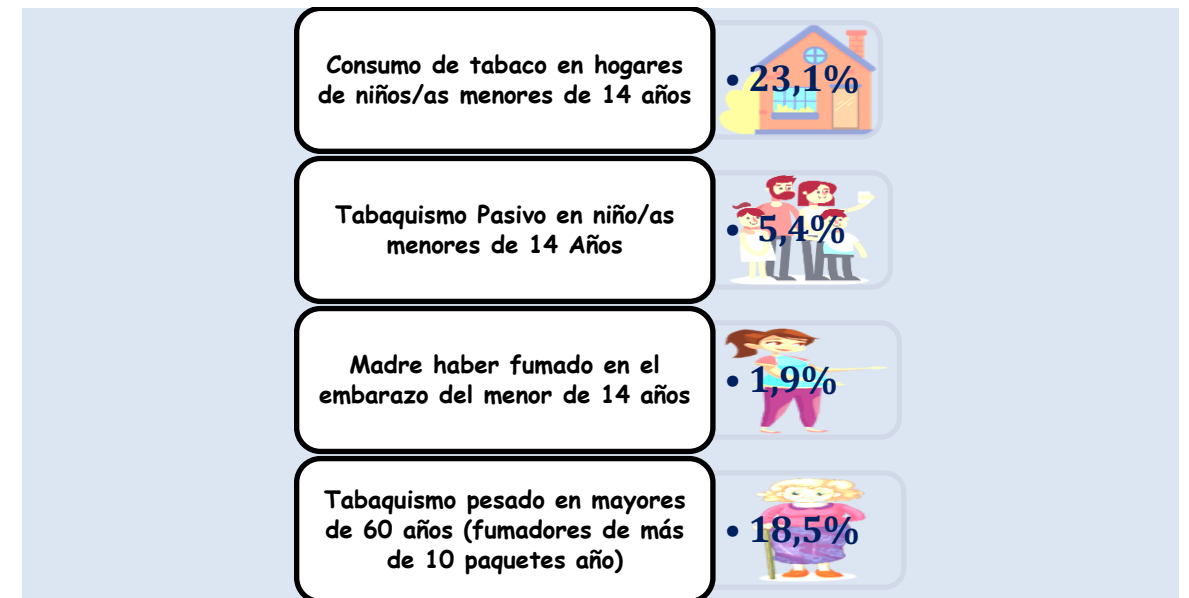 Consumo de tabaco en hogares
de niños/as menores de 14 años
• 23,1%
Tabaquismo Pasivo en niño/as
menores de 14 Años
• 5,4%
Madre haber fumado en el
embarazo del menor de 14 años
• 1,9%
Tabaquismo pesado en mayores
de 60 años (fumadores de más
de 10 paquetes año)
• 18,5%